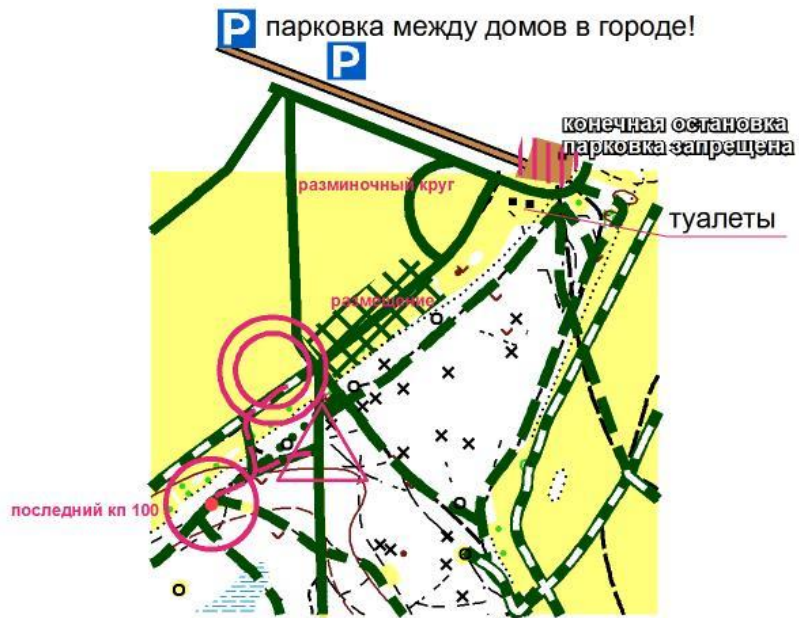 P парковка между домов в городе!
P
конечная остановка
парковка запрещена
разминочный круг
туалеты
размещение
последний кп 100